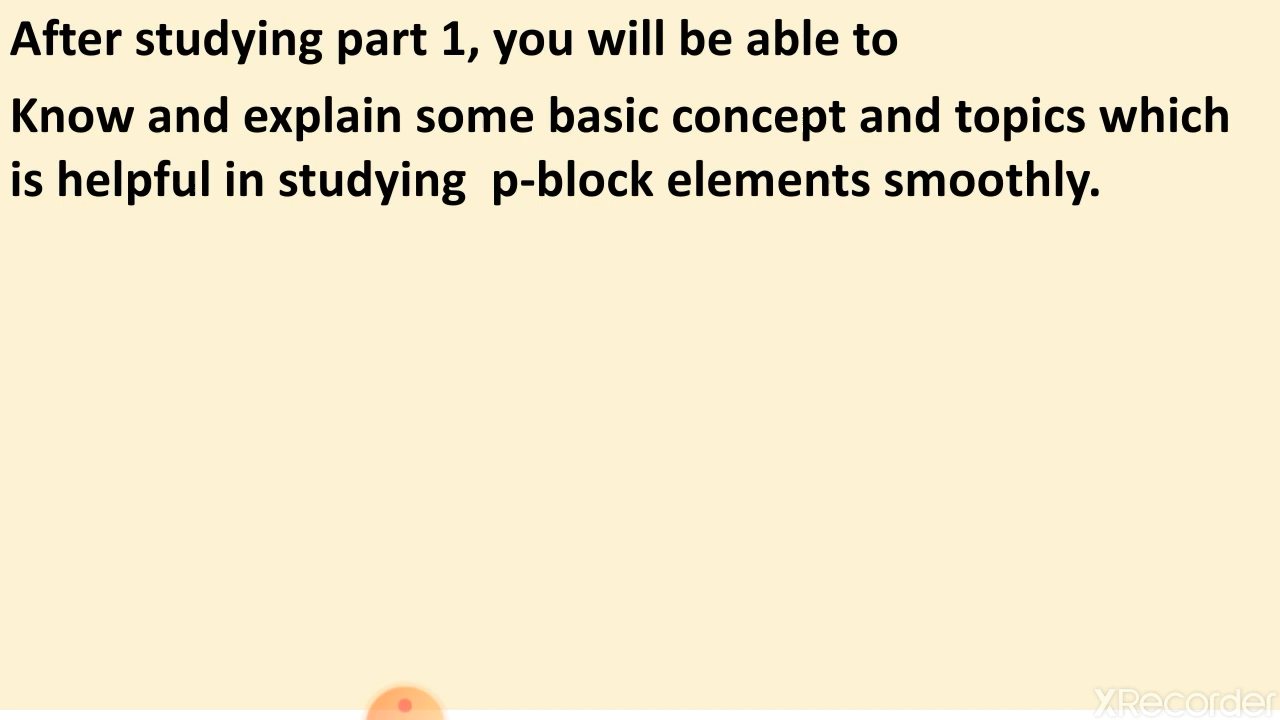 After studying part 1, you will be able to
Know and explain some basic concept and topics which
is helpful in studying  p-block elements smoothly.
XRecorder